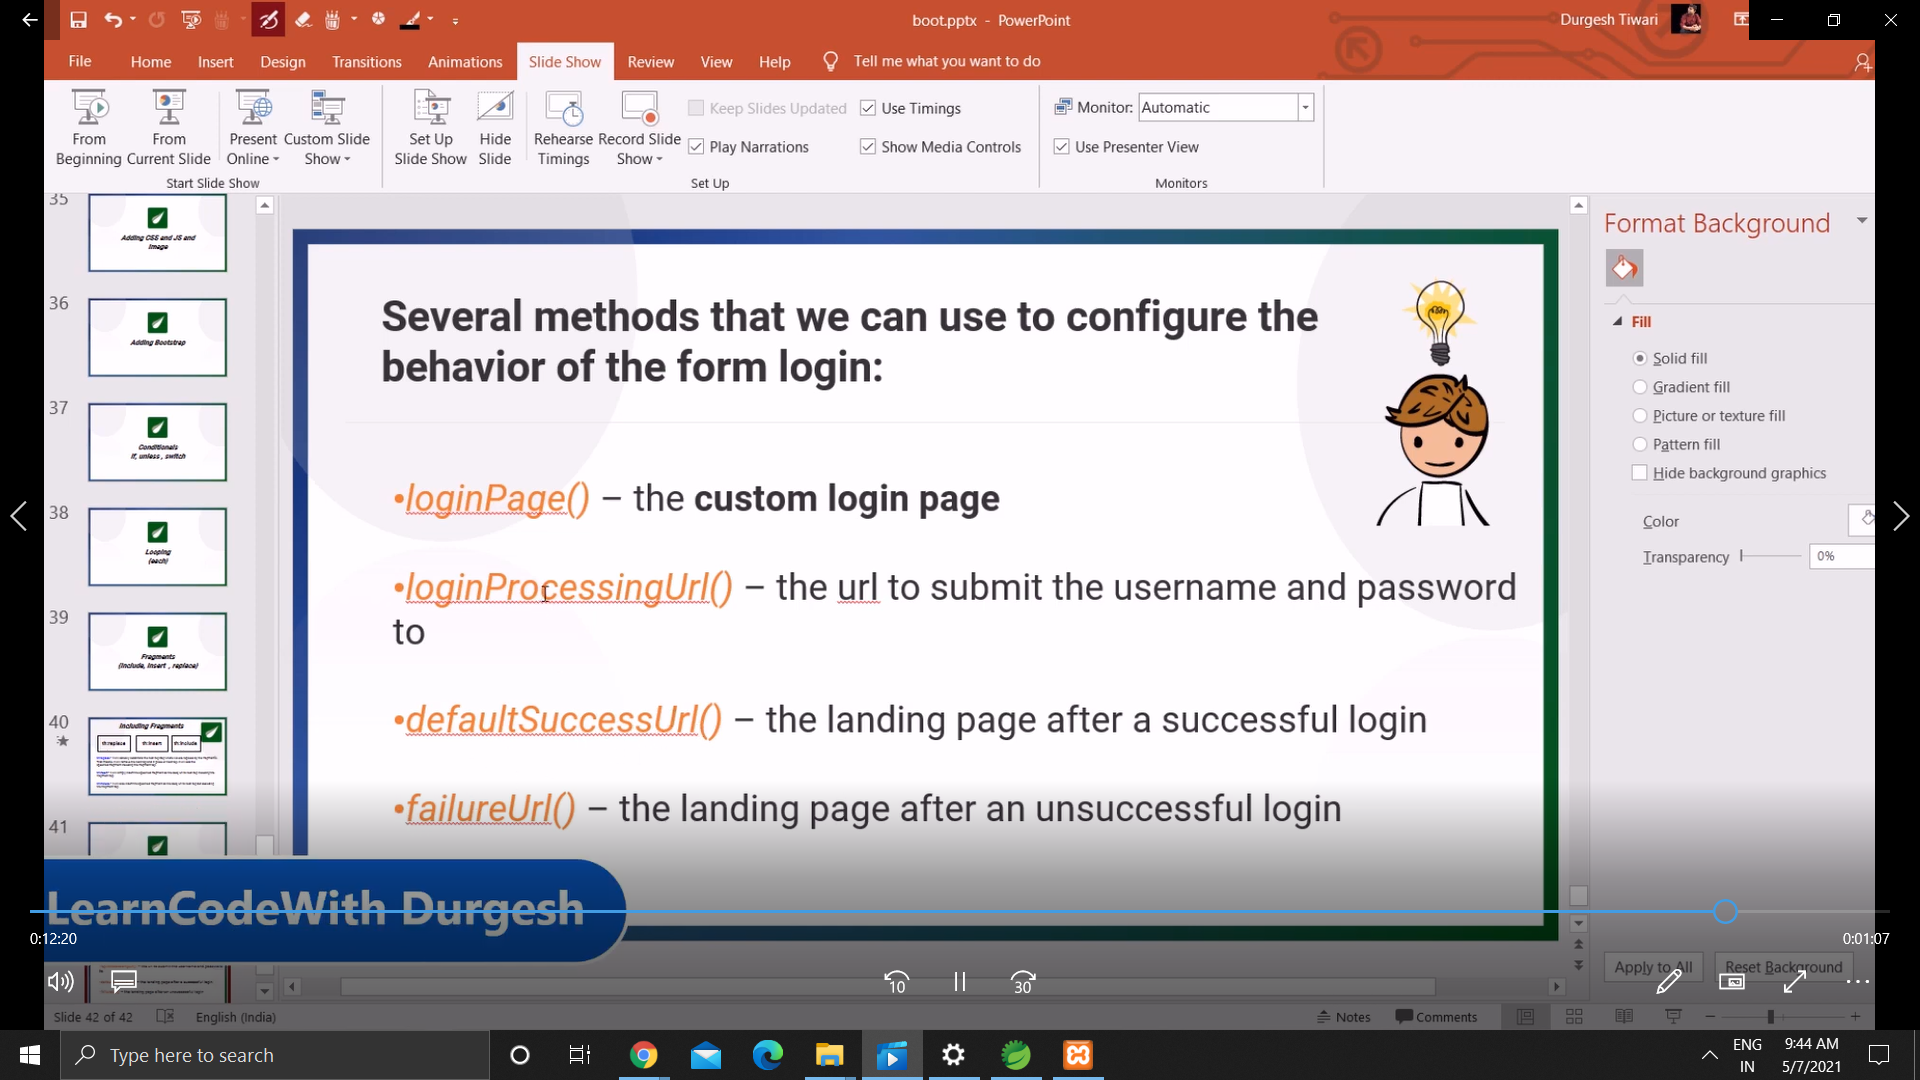 boot.pptx - PowerPoint
Durgesh Tiwari
File Home Insert Design Transitions Animations Slide Show Review View Help Tell me what you want to do
From Beginning
From Current Slide
Present Online
Custom Slide Show
Start Slide Show
Set Up Slide Show
Hide Slide
Rehearse Timings
Record Slide Show
Keep Slides Updated
Play Narrations
Use Timings
Show Media Controls
Set Up
Monitor: Automatic
Use Presenter View
Monitors
35
Adding CSS and JS and
Image
36
Adding Bootstrap
37
Conditionals
if, unless , switch
38
Looping
(each)
39
Fragments
(include, insert , replace)
40
Including Fragments
th:replace th:insert th:include
41
Several methods that we can use to configure the
behavior of the form login:
•loginPage() – the custom login page
•loginProcessingUrl() – the url to submit the username and password
to
•defaultSuccessUrl() – the landing page after a successful login
•failureUrl() – the landing page after an unsuccessful login
Format Background
Fill
Solid fill
Gradient fill
Picture or texture fill
Pattern fill
Hide background graphics
Color
Transparency 0%
Apply to All Reset Background
LearnCodeWith Durgesh
0:12:20
0:01:07
10
30
Slide 42 of 42 English (India) Notes Comments
Type here to search
ENG
IN
9:44 AM
5/7/2021